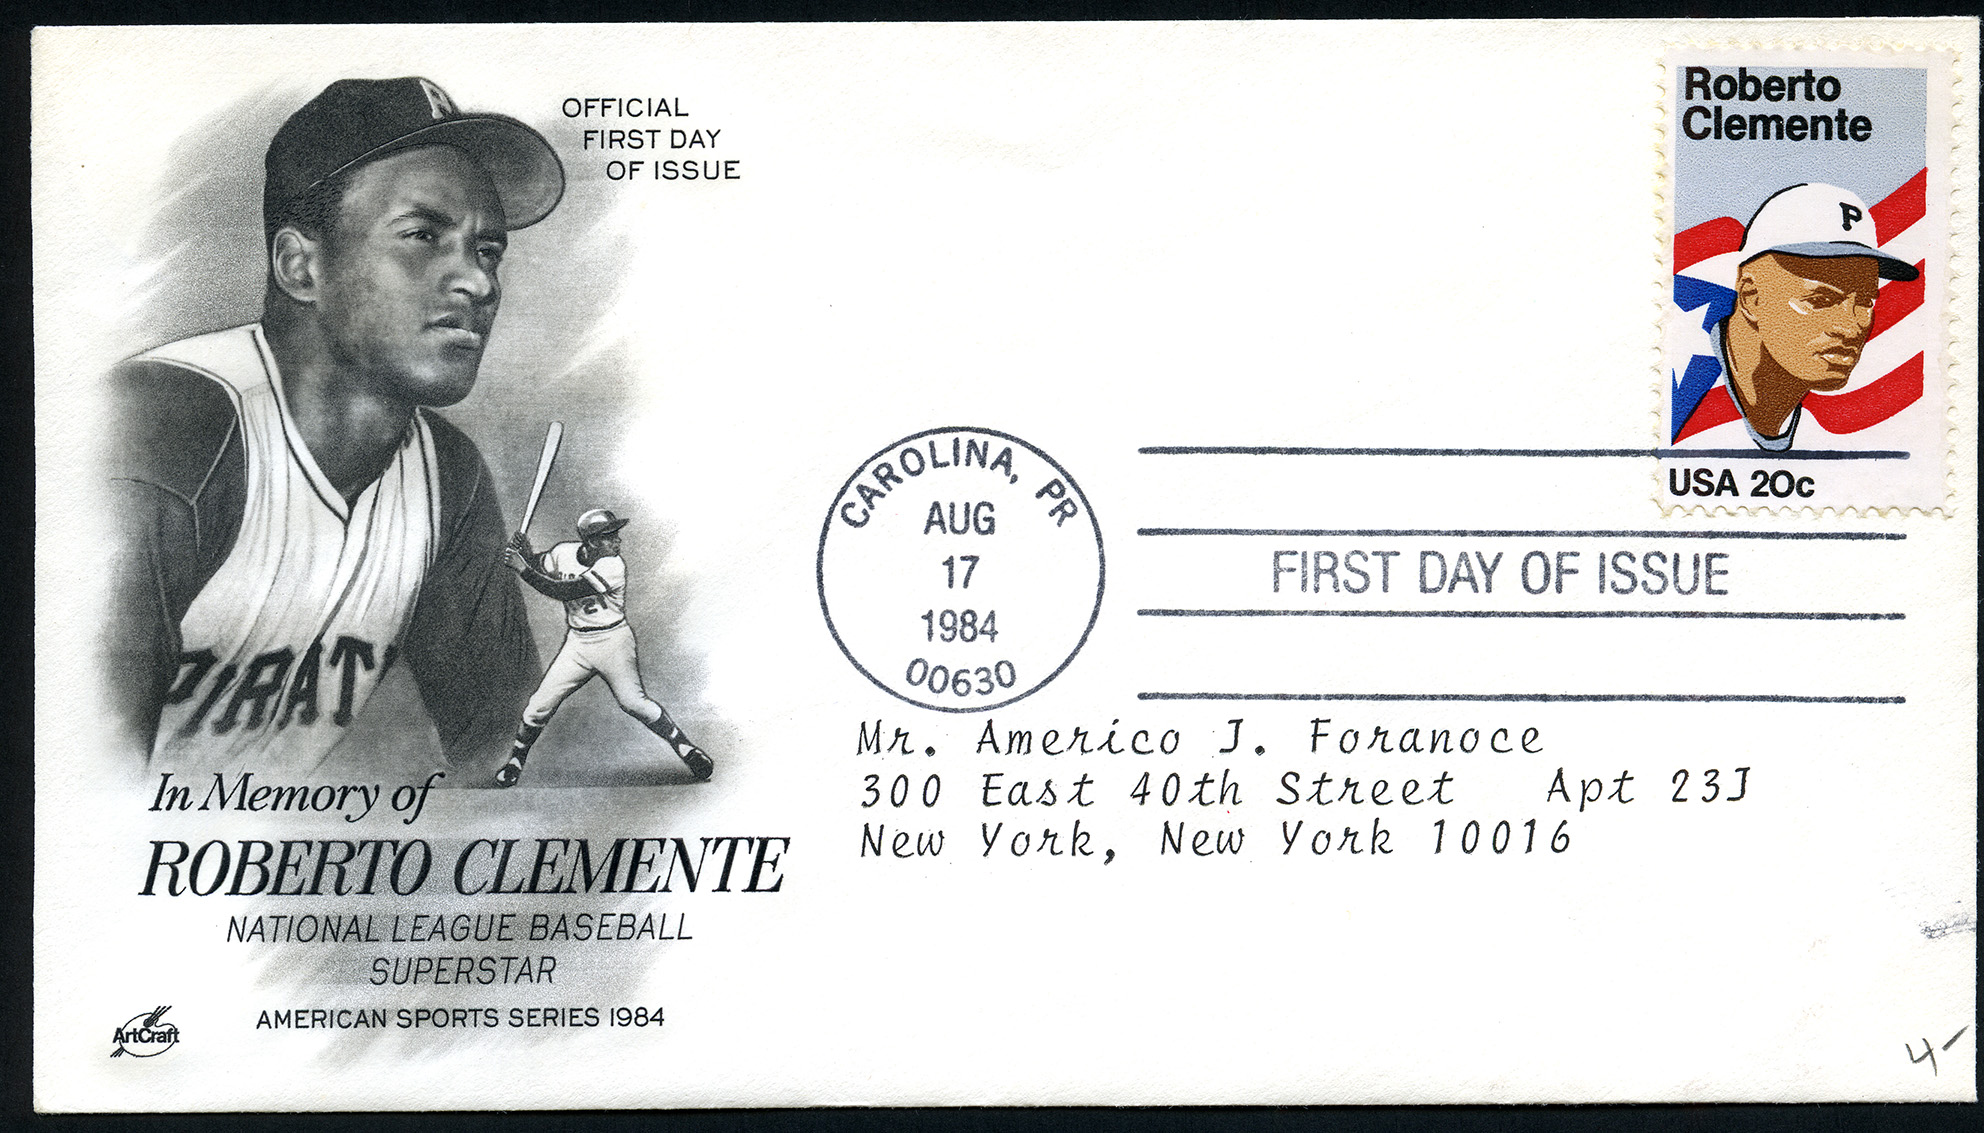 OFFICIAL
FIRST DAY
OF ISSUE
Roberto
Clemente
P
USA 20c
CAROLINA, PR
AUG
17
1984
00630
FIRST DAY OF ISSUE
PIRAT
21
In Memory of
ROBERTO CLEMENTE
NATIONAL LEAGUE BASEBALL
SUPERSTAR
AMERICAN SPORTS SERIES 1984
ArtCraft
Mr. Americo J. Foranoce
300 East 40th Street Apt 23J
New York, New York 10016
4-